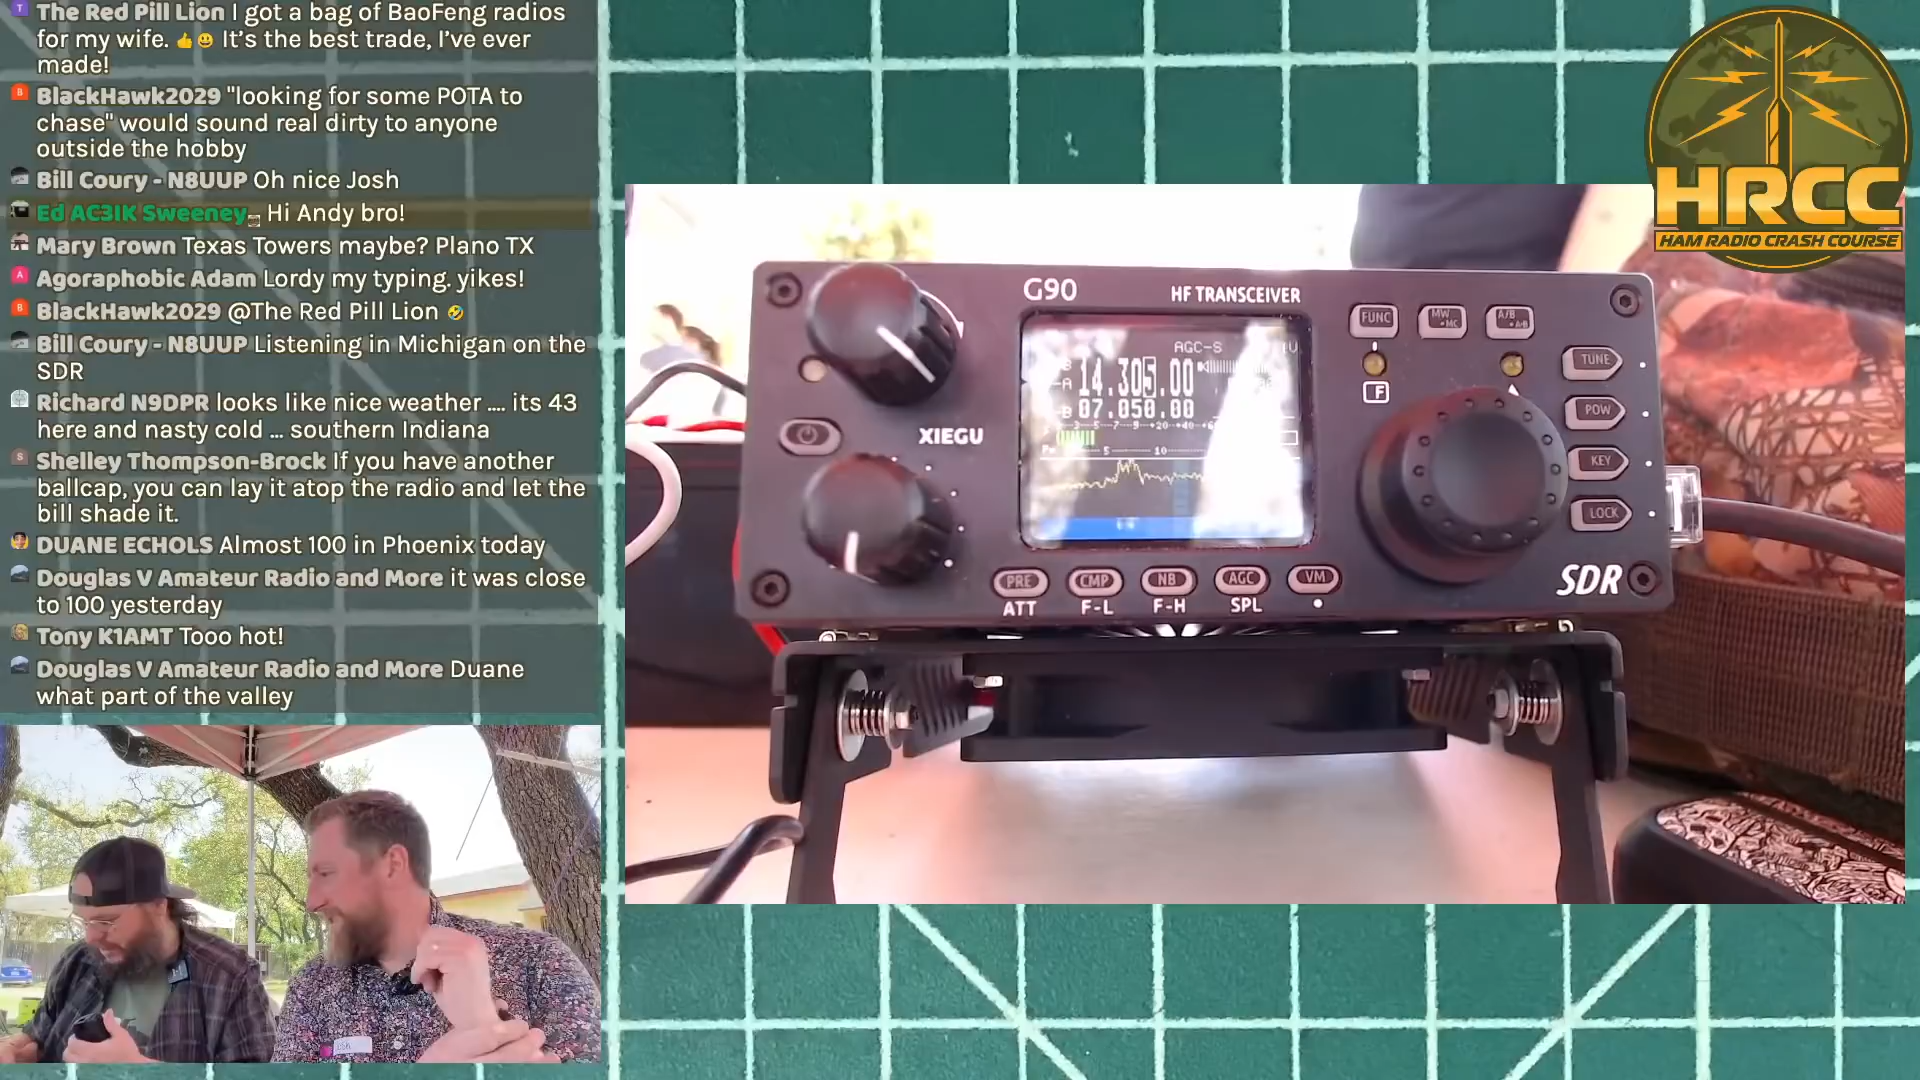 The Red Pill Lion I got a bag of BaoFeng radios
for my wife. 👍😃 It's the best trade, I've ever
made!
BlackHawk2029 "looking for some POTA to
chase" would sound real dirty to anyone
outside the hobby
Bill Coury - N8UUP Oh nice Josh
Ed AC3IK Sweeney Hi Andy bro!
Mary Brown Texas Towers maybe? Plano TX
Agoraphobic Adam Lordy my typing. yikes!
BlackHawk2029 @The Red Pill Lion 🤣
Bill Coury - N8UUP Listening in Michigan on the
SDR
Richard N9DPR looks like nice weather .... its 43
here and nasty cold ... southern Indiana
Shelley Thompson-Brock If you have another
ballcap, you can lay it atop the radio and let the
bill shade it.
DUANE ECHOLS Almost 100 in Phoenix today
Douglas V Amateur Radio and More it was close
to 100 yesterday
Tony K1AMT Tooo hot!
Douglas V Amateur Radio and More Duane
what part of the valley
HRCC
HAM RADIO CRASH COURSE
G90
HF TRANSCEIVER
FUNC
MW
•MC
A/B
F
AGC-S
14.305.00
07.050.00
XIEGU
TUNE
POW
KEY
LOCK
SDR
PRE
CMP
NB
AGC
VM
ATT
F-L
F-H
SPL